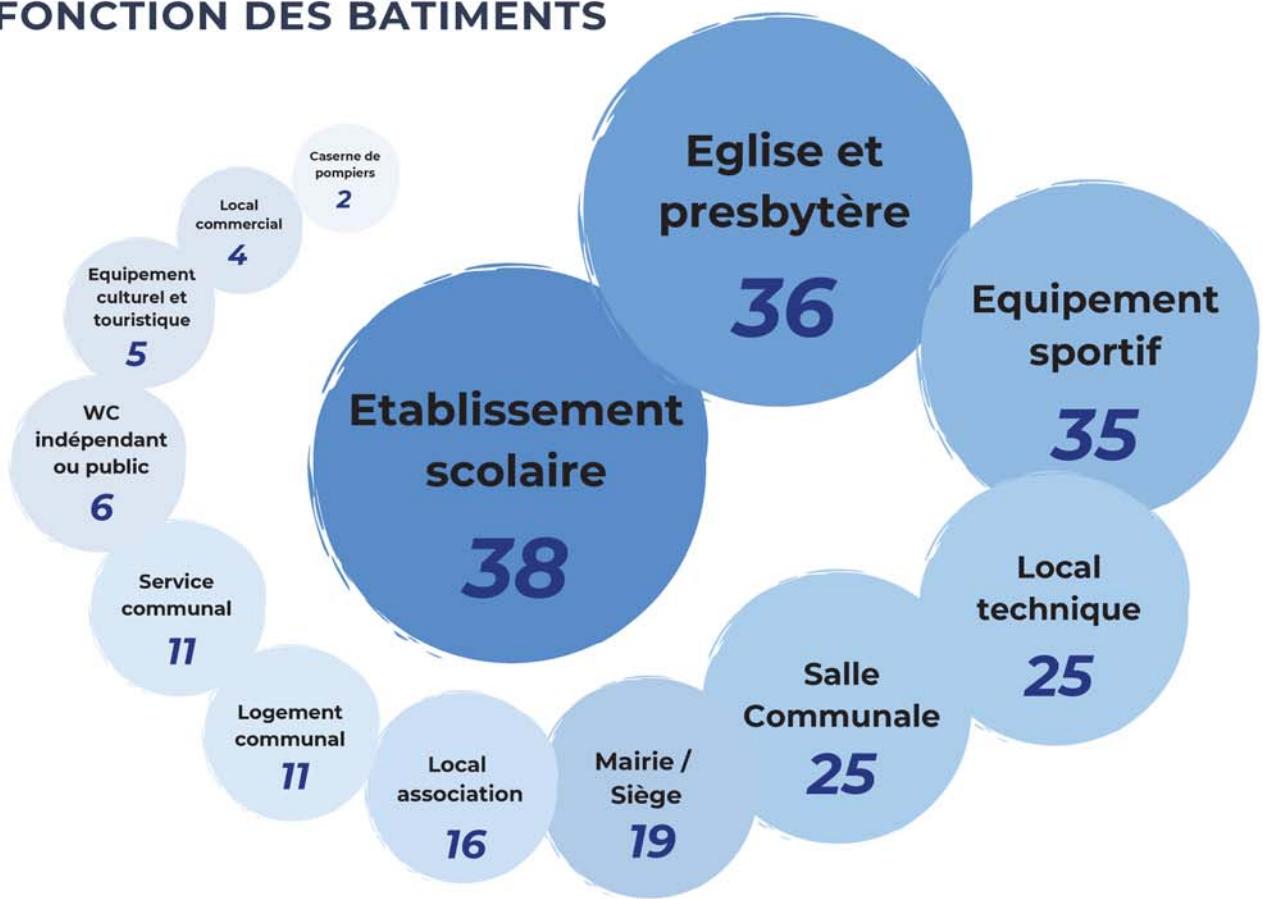 FONCTION DES BATIMENTS
Eglise et
presbytère
36
Caserne de
pompiers
2
Local
commercial
4
Equipement
culturel et
touristique
5
Equipement
sportif
35
Etablissement
scolaire
38
WC
indépendant
ou public
6
Local
technique
25
Service
communal
11
Salle
Communale
25
Logement
communal
11
Local
association
16
Mairie /
Siège
19